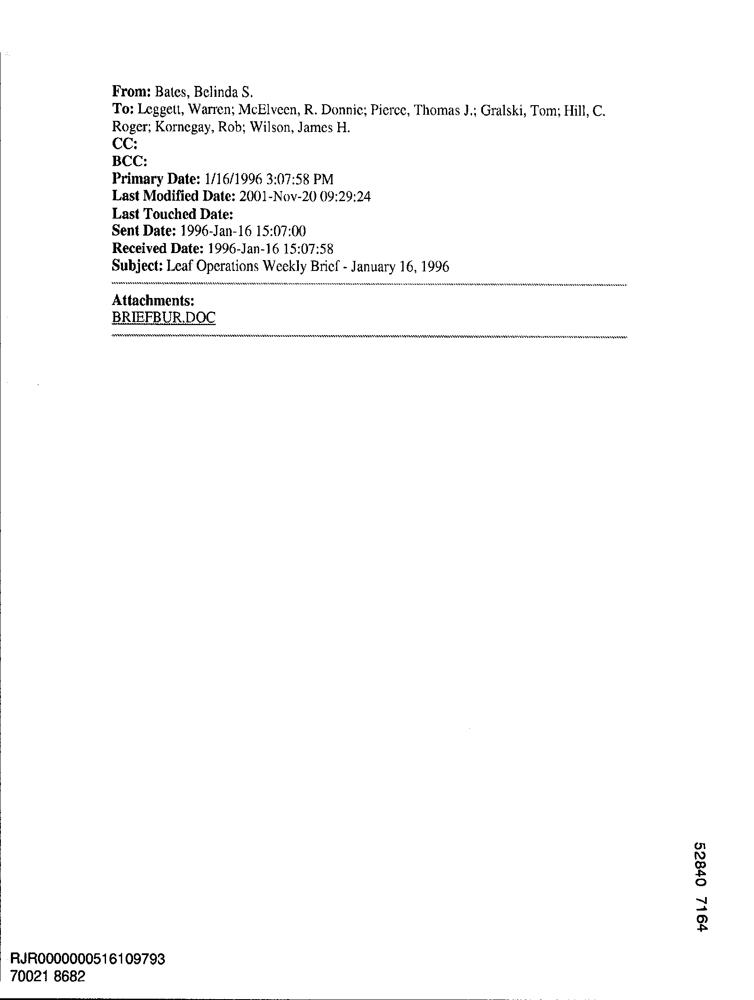 From: Bates, Belinda S.
To: Leggett, Warren; McElveen, R. Donnie; Pierce, Thomas J.; Gralski, Tom; Hill, C.
Roger; Kornegay, Rob; Wilson, James H.
CC:
BCC:
Primary Date: 1/16/1996 3:07:58 PM
Last Modified Date: 2001-Nov-20 09:29:24
Last Touched Date:
Sent Date: 1996-Jan-16 15:07:00
Received Date: 1996-Jan-16 15:07:58
Subject: Leaf Operations Weekly Brief - January 16, 1996
Attachments:
BRIEFBUR.DOC
52840 7164
RJR0000000516109793
70021 8682